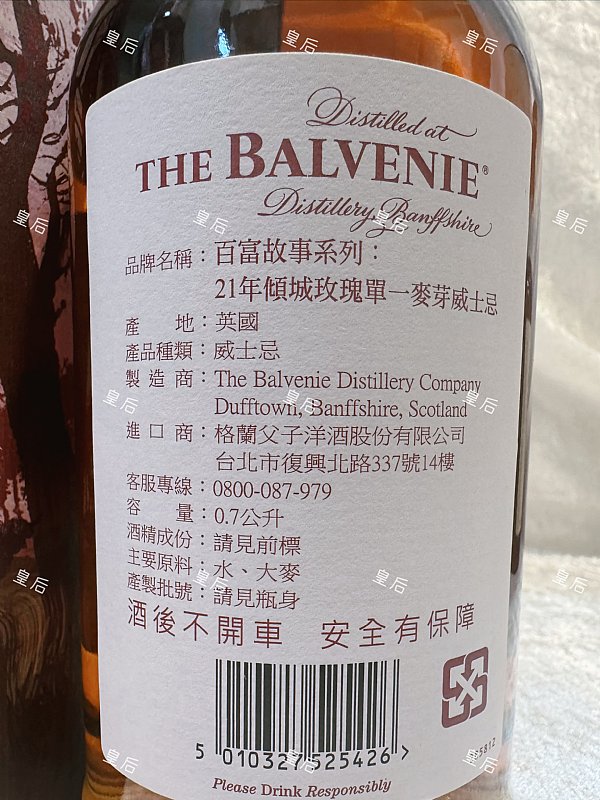 Distilled at
THE BALVENIE®
Distillery, Banffshire
品牌名稱：百富故事系列：
21年傾城玫瑰單一麥芽威士忌
產 地：英國
產品種類：威士忌
製造商：The Balvenie Distillery Company
Dufftown, Banffshire, Scotland
進口商：格蘭父子洋酒股份有限公司
台北市復興北路337號14樓
客服專線：0800-087-979
容 量：0.7公升
酒精成份：請見前標
主要原料：水、大麥
產製批號：請見瓶身
酒後不開車 安全有保障
5 010327 525426 >
Please Drink Responsibly
皇后